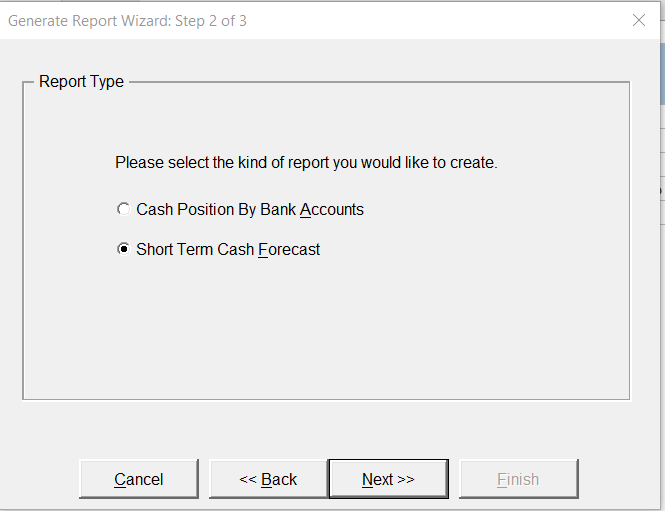 Generate Report Wizard: Step 2 of 3
Report Type
Please select the kind of report you would like to create.
Cash Position By Bank Accounts
Short Term Cash Forecast
Cancel
<< Back
Next >>
Finish